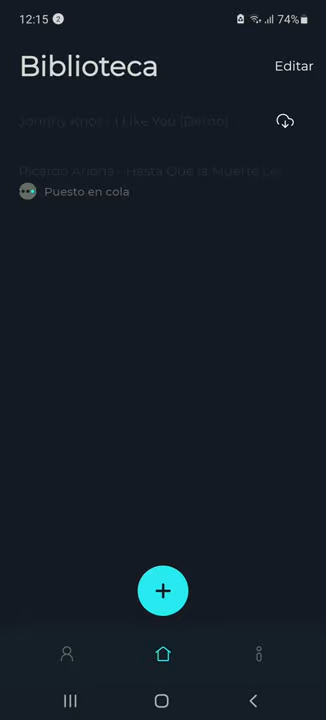 12:15 2 74%
Biblioteca
Editar
Johnny Knox - I Like You (Demo)
Ricardo Arjona - Hasta Que la Muerte
Puesto en cola